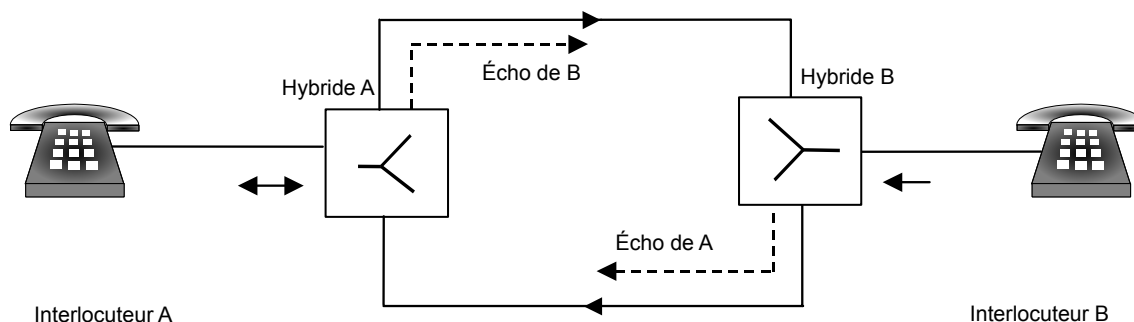 Écho de B
Hybride A
Hybride B
Écho de A
Interlocuteur A
Interlocuteur B